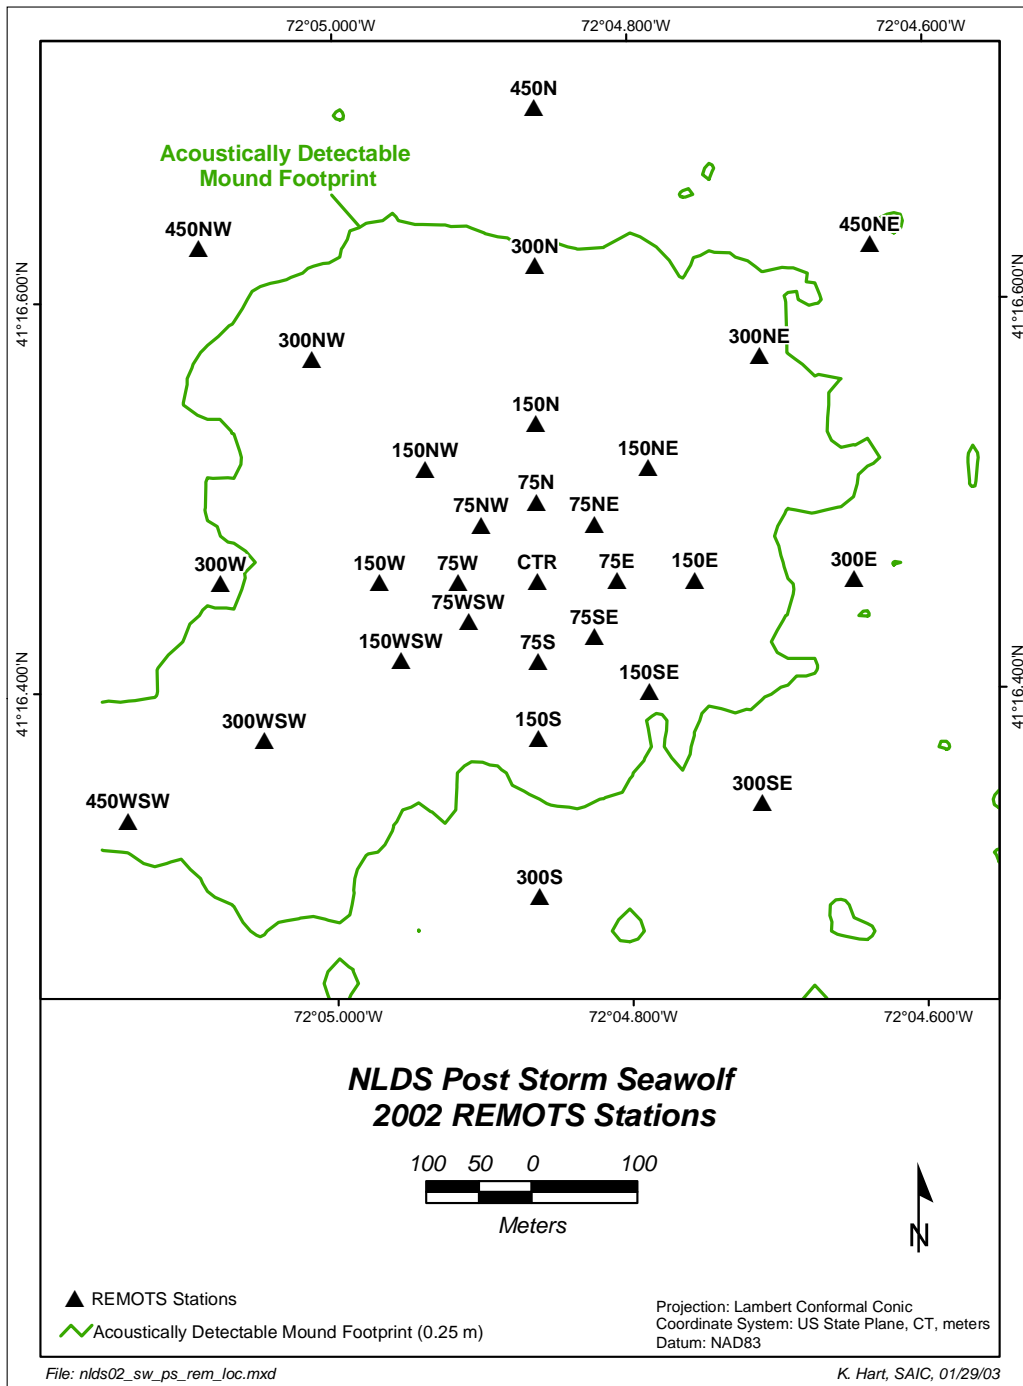 72°05.000'W 72°04.800'W 72°04.600'W
450N
Acoustically Detectable
Mound Footprint
450NW
450NE
300N
41°16.600'N
41°16.600'N
300NW
300NE
150N
150NW
150NE
75N
75NW
75NE
300W
150W
75W
CTR
75E
150E
300E
75WSW
75SE
150WSW
75S
41°16.400'N
41°16.400'N
150SE
300WSW
150S
450WSW
300SE
300S
72°05.000'W 72°04.800'W 72°04.600'W
NLDS Post Storm Seawolf
2002 REMOTS Stations
100 50 0 100
Meters
N
REMOTS Stations
Acoustically Detectable Mound Footprint (0.25 m)
Projection: Lambert Conformal Conic
Coordinate System: US State Plane, CT, meters
Datum: NAD83
File: nlds02_sw_ps_rem_loc.mxd
K. Hart, SAIC, 01/29/03